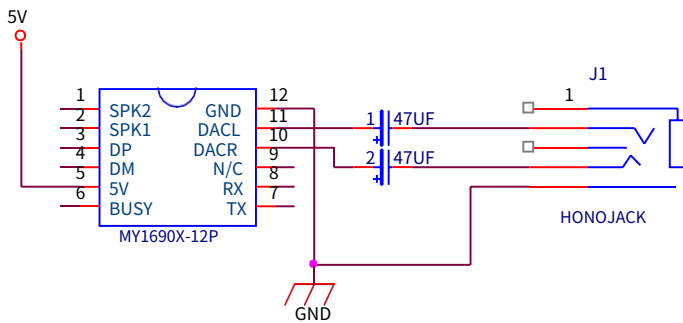 5V
J1
1 SPK2 GND 12
2 SPK1 DACL 11 1 47UF 1
3 DP DACR 10
4 DM N/C 9 2 47UF
5 5V RX 8
6 BUSY TX 7
+
+
MY1690X-12P
HONOJACK
GND